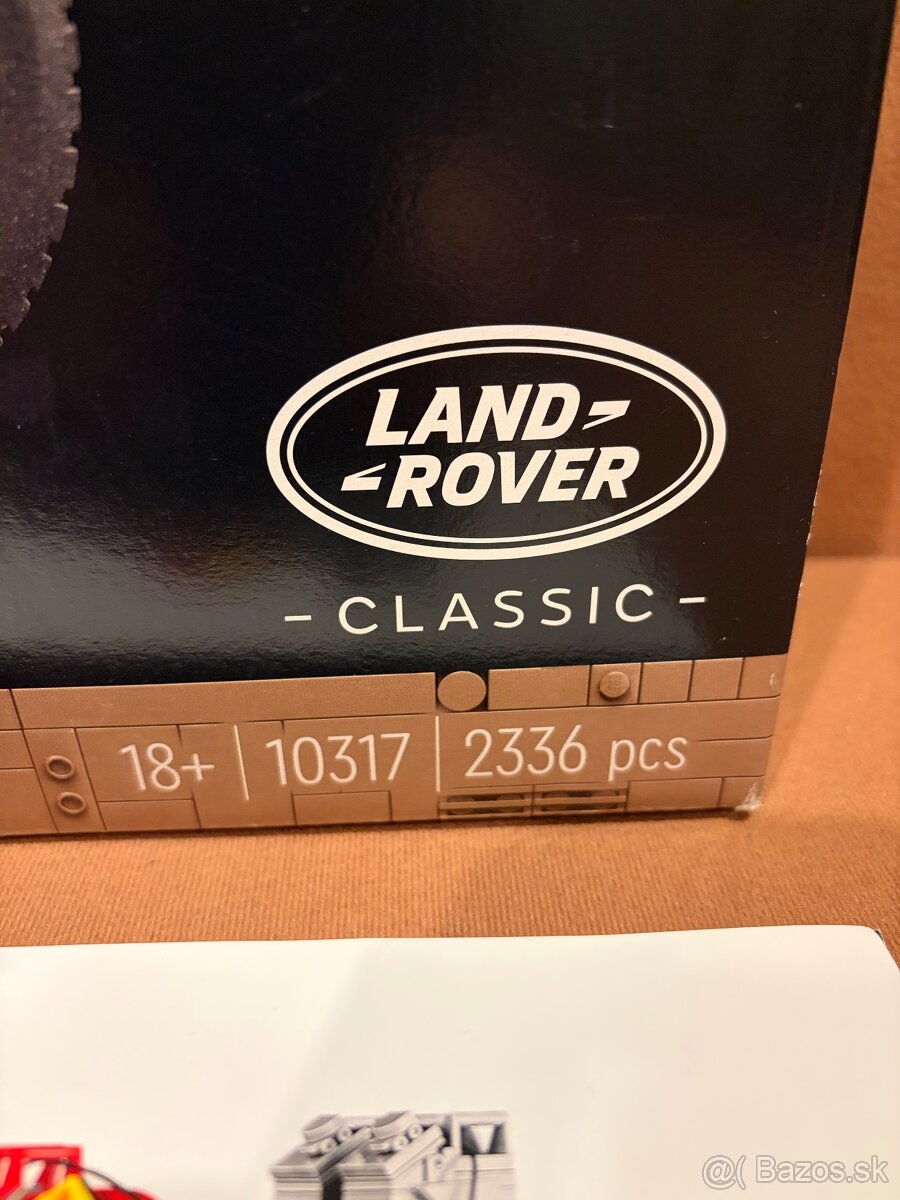 LAND
ROVER
- CLASSIC -
18+ | 10317 | 2336 pcs
@( Bazos.sk